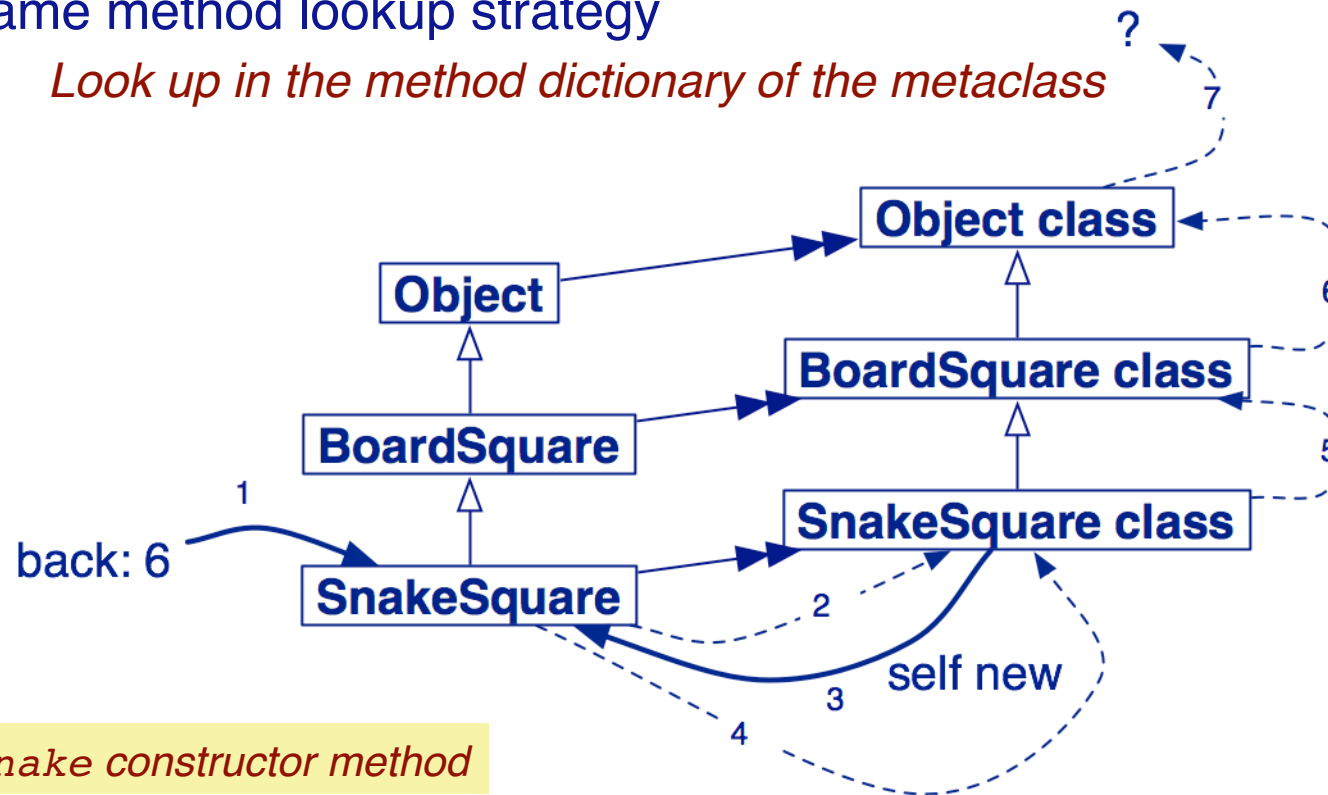 ame method lookup strategy
?
Look up in the method dictionary of the metaclass
7
Object class
Object
6
BoardSquare class
BoardSquare
5
1
SnakeSquare class
back: 6
SnakeSquare
2
self new
3
4
nake constructor method